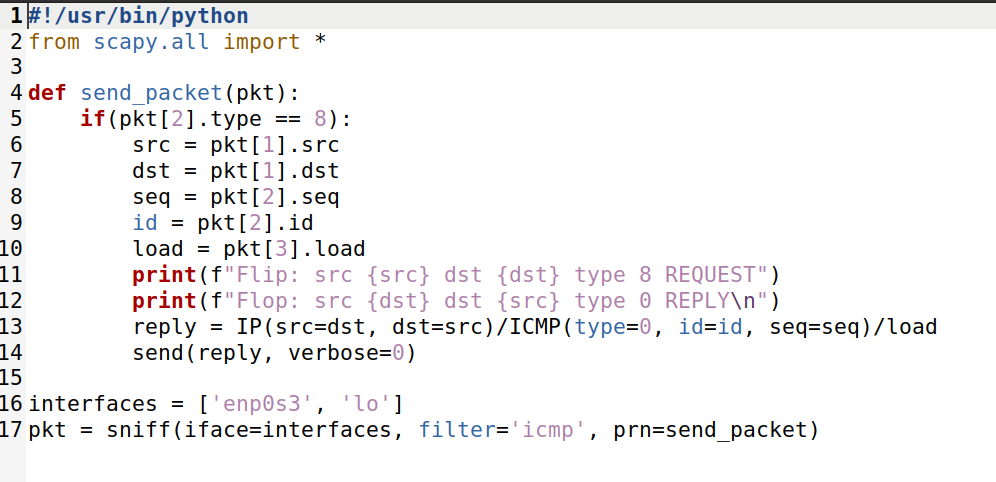 1 #!/usr/bin/python
2 from scapy.all import *
3
4 def send_packet(pkt):
5     if(pkt[2].type == 8):
6         src = pkt[1].src
7         dst = pkt[1].dst
8         seq = pkt[2].seq
9         id = pkt[2].id
10         load = pkt[3].load
11         print(f"Flip: src {src} dst {dst} type 8 REQUEST")
12         print(f"Flop: src {dst} dst {src} type 0 REPLY\n")
13         reply = IP(src=dst, dst=src)/ICMP(type=0, id=id, seq=seq)/load
14         send(reply, verbose=0)
15
16 interfaces = ['enp0s3', 'lo']
17 pkt = sniff(iface=interfaces, filter='icmp', prn=send_packet)